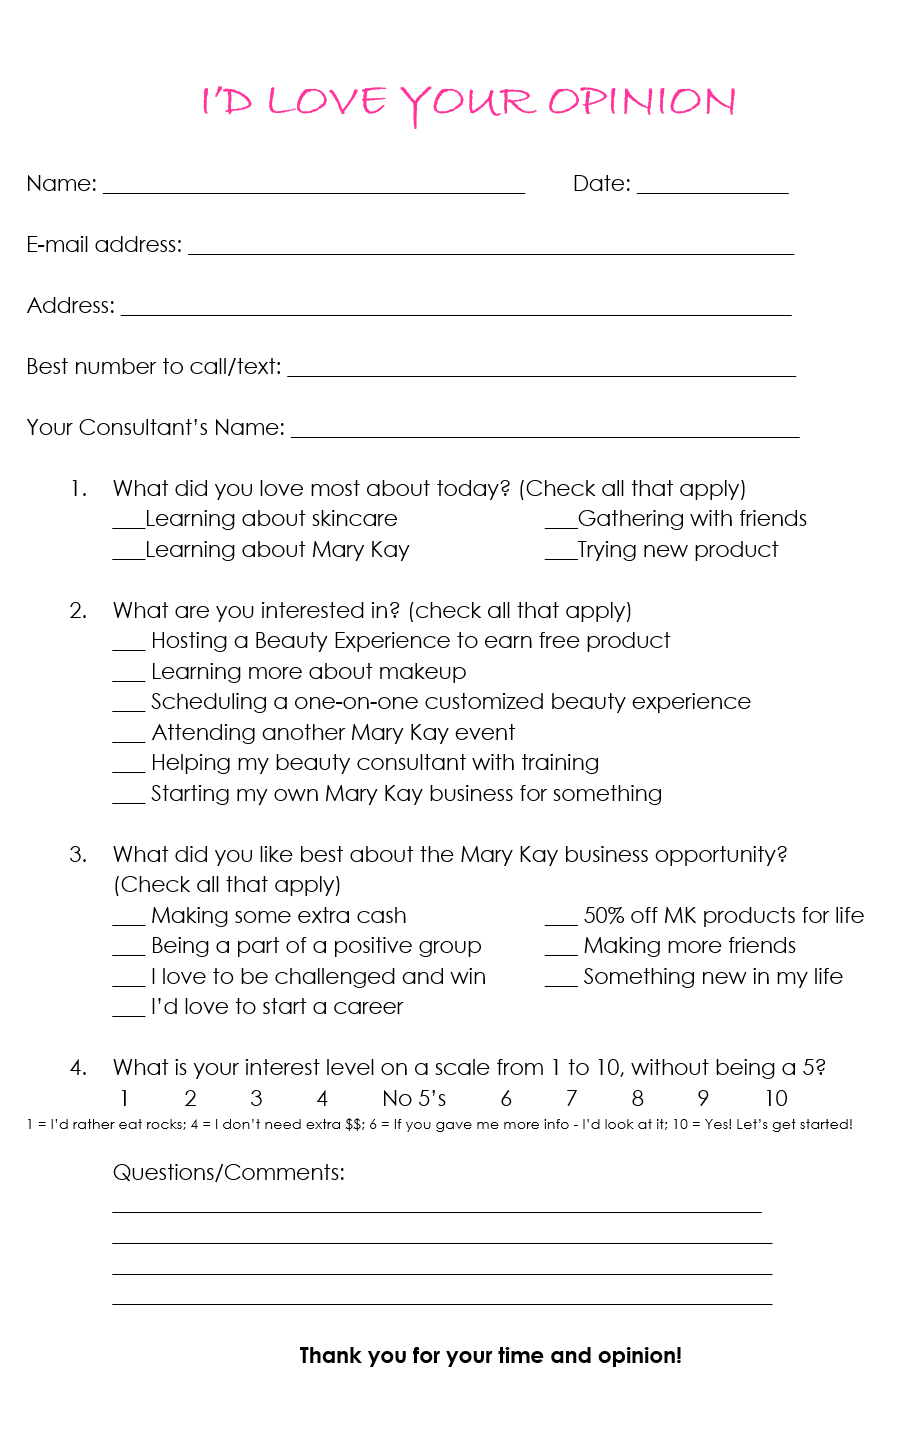 I'D LOVE YOUR OPINION
Name: ______________________________________ Date: ______________
E-mail address: ________________________________________________________
Address: ______________________________________________________________
Best number to call/text: _______________________________________________
Your Consultant's Name: _______________________________________________
1. What did you love most about today? (Check all that apply)
___Learning about skincare ___Gathering with friends
___Learning about Mary Kay ___Trying new product
2. What are you interested in? (check all that apply)
___ Hosting a Beauty Experience to earn free product
___ Learning more about makeup
___ Scheduling a one-on-one customized beauty experience
___ Attending another Mary Kay event
___ Helping my beauty consultant with training
___ Starting my own Mary Kay business for something
3. What did you like best about the Mary Kay business opportunity?
(Check all that apply)
___ Making some extra cash ___ 50% off MK products for life
___ Being a part of a positive group ___ Making more friends
___ I love to be challenged and win ___ Something new in my life
___ I'd love to start a career
4. What is your interest level on a scale from 1 to 10, without being a 5?
1 2 3 4 No 5's 6 7 8 9 10
1 = I'd rather eat rocks; 4 = I don't need extra $$; 6 = If you gave me more info - I'd look at it; 10 = Yes! Let's get started!
Questions/Comments:
____________________________________________________________
_____________________________________________________________
_____________________________________________________________
_____________________________________________________________
Thank you for your time and opinion!